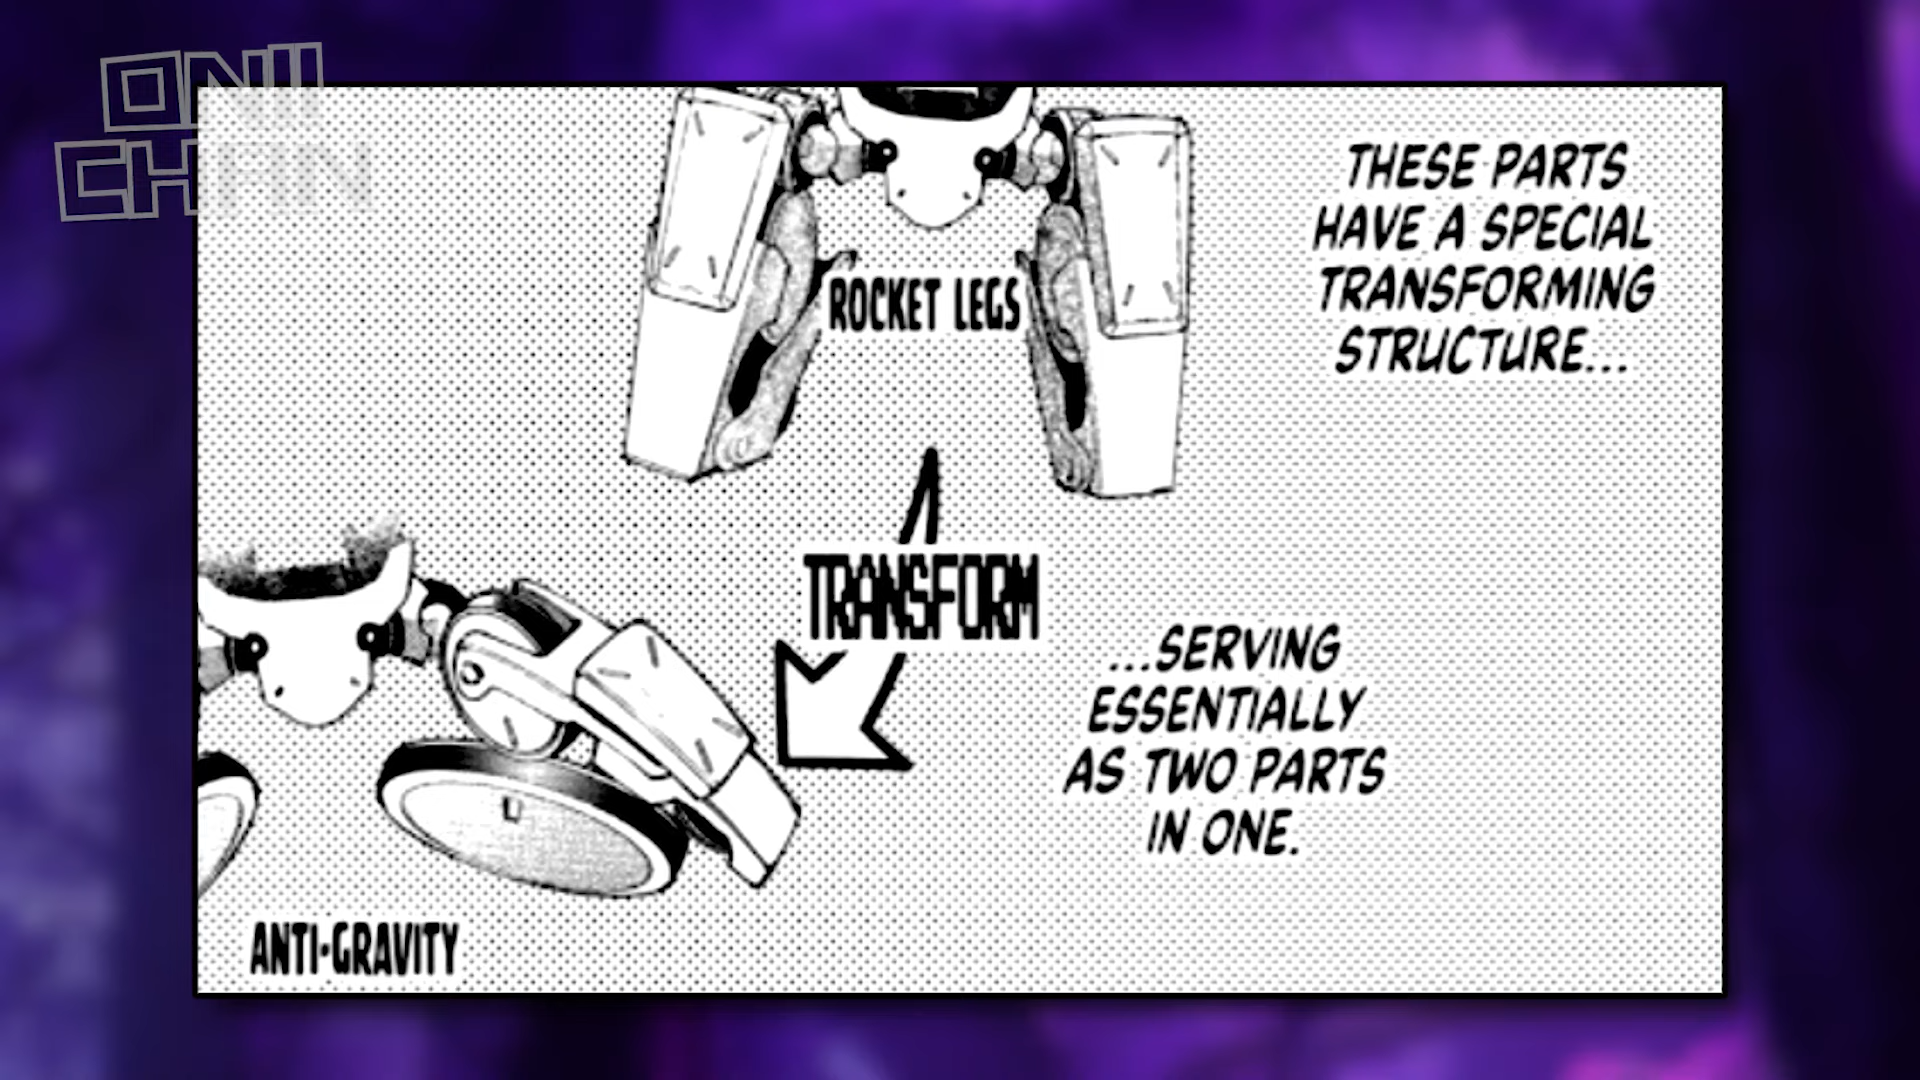 ONII
CHAN
THESE PARTS
HAVE A SPECIAL
TRANSFORMING
STRUCTURE...
ROCKET LEGS
TRANSFORM
...SERVING
ESSENTIALLY
AS TWO PARTS
IN ONE.
ANTI-GRAVITY